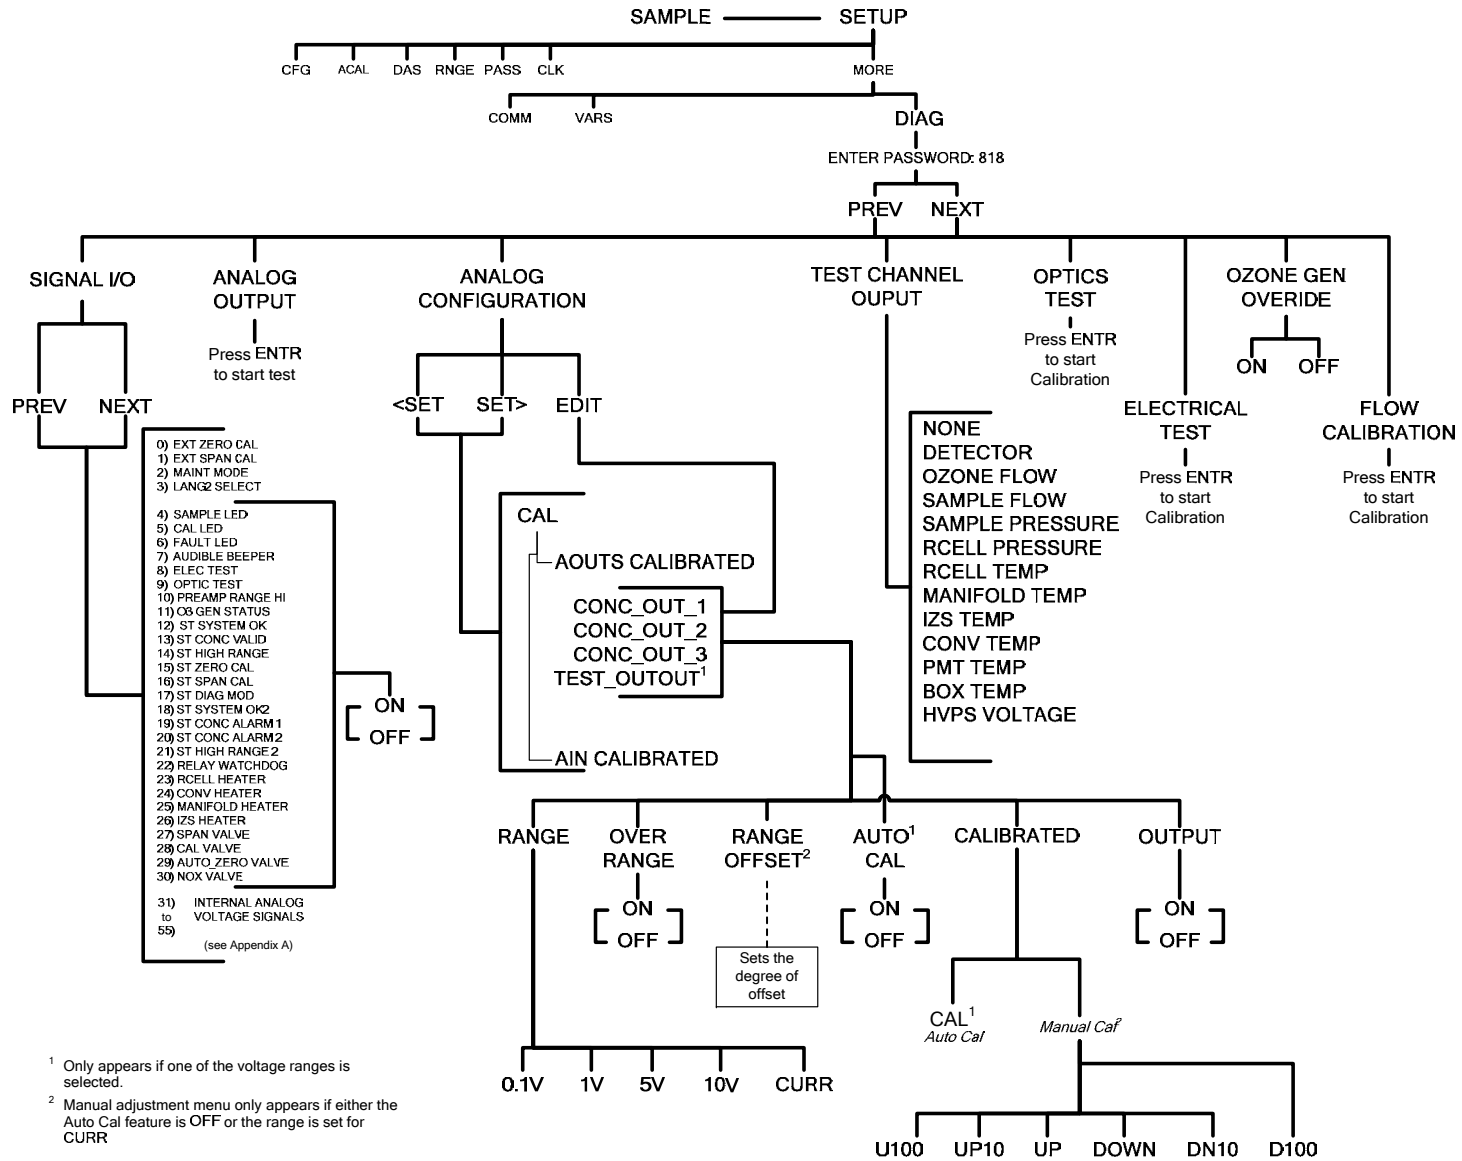 SAMPLE SETUP
CFG ACAL DAS RNGE PASS CLK MORE
COMM VARS DIAG
ENTER PASSWORD: 818
PREV NEXT
SIGNAL I/O
PREV NEXT
0) EXT ZERO CAL
1) EXT SPAN CAL
2) MAINT MODE
3) LANG2 SELECT
4) SAMPLE LED
5) CAL LED
6) FAULT LED
7) AUDIBLE BEEPER
8) ELEC TEST
9) OPTIC TEST
10) PREAMP RANGE HI
11) O3 GEN STATUS
12) ST SYSTEM OK
13) ST CONC VALID
14) ST HIGH RANGE
15) ST ZERO CAL
16) ST SPAN CAL
17) ST DIAG MOD
18) ST SYSTEM OK2
19) ST CONC ALARM 1
20) ST CONC ALARM 2
21) ST HIGH RANGE 2
22) RELAY WATCHDOG
23) RCELL HEATER
24) CONV HEATER
25) MANIFOLD HEATER
26) IZS HEATER
27) SPAN VALVE
28) CAL VALVE
29) AUTO_ZERO VALVE
30) NOX VALVE
31) INTERNAL ANALOG
to VOLTAGE SIGNALS
55)
(see Appendix A)
ON
OFF
ANALOG
OUTPUT
Press ENTR
to start test
ANALOG
CONFIGURATION
<SET SET> EDIT
CAL
AOUTS CALIBRATED
CONC_OUT_1
CONC_OUT_2
CONC_OUT_3
TEST_OUTOUT1
AIN CALIBRATED
TEST CHANNEL
OUPUT
NONE
DETECTOR
OZONE FLOW
SAMPLE FLOW
SAMPLE PRESSURE
RCELL PRESSURE
RCELL TEMP
MANIFOLD TEMP
IZS TEMP
CONV TEMP
PMT TEMP
BOX TEMP
HVPS VOLTAGE
OPTICS
TEST
Press ENTR
to start
Calibration
ELECTRICAL
TEST
Press ENTR
to start
Calibration
OZONE GEN
OVERIDE
ON OFF
FLOW
CALIBRATION
Press ENTR
to start
Calibration
RANGE
0.1V 1V 5V 10V CURR
OVER
RANGE
ON
OFF
RANGE
OFFSET2
Sets the
degree of
offset
AUTO1
CAL
ON
OFF
CALIBRATED
CAL1
Auto Cal
Manual Cal2
U100 UP10 UP DOWN DN10 D100
OUTPUT
ON
OFF
1 Only appears if one of the voltage ranges is
selected.
2 Manual adjustment menu only appears if either the
Auto Cal feature is OFF or the range is set for
CURR